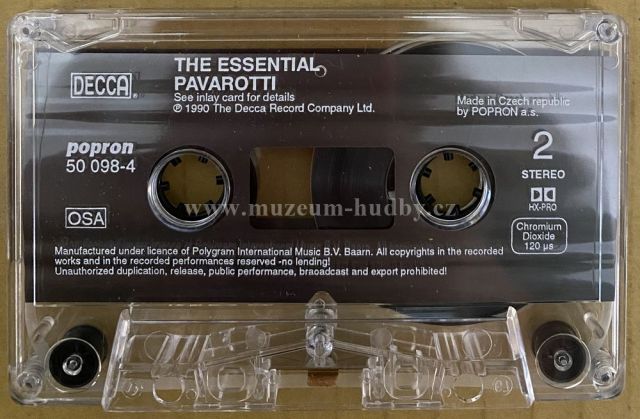 DECCA
THE ESSENTIAL
PAVAROTTI
See inlay card for details
℗ 1990 The Decca Record Company Ltd.
Made in Czech republic
by POPRON a.s.
popron
50 098-4
2
STEREO
HX-PRO
OSA
Chromium
Dioxide
120 µs
www.muzeum-hudby.cz
Manufactured under licence of Polygram International Music B.V. Baarn. All copyrights in the recorded
works and in the recorded performances reserved -no lending!
Unauthorized duplication, release, public performance, braoadcast and export prohibited!